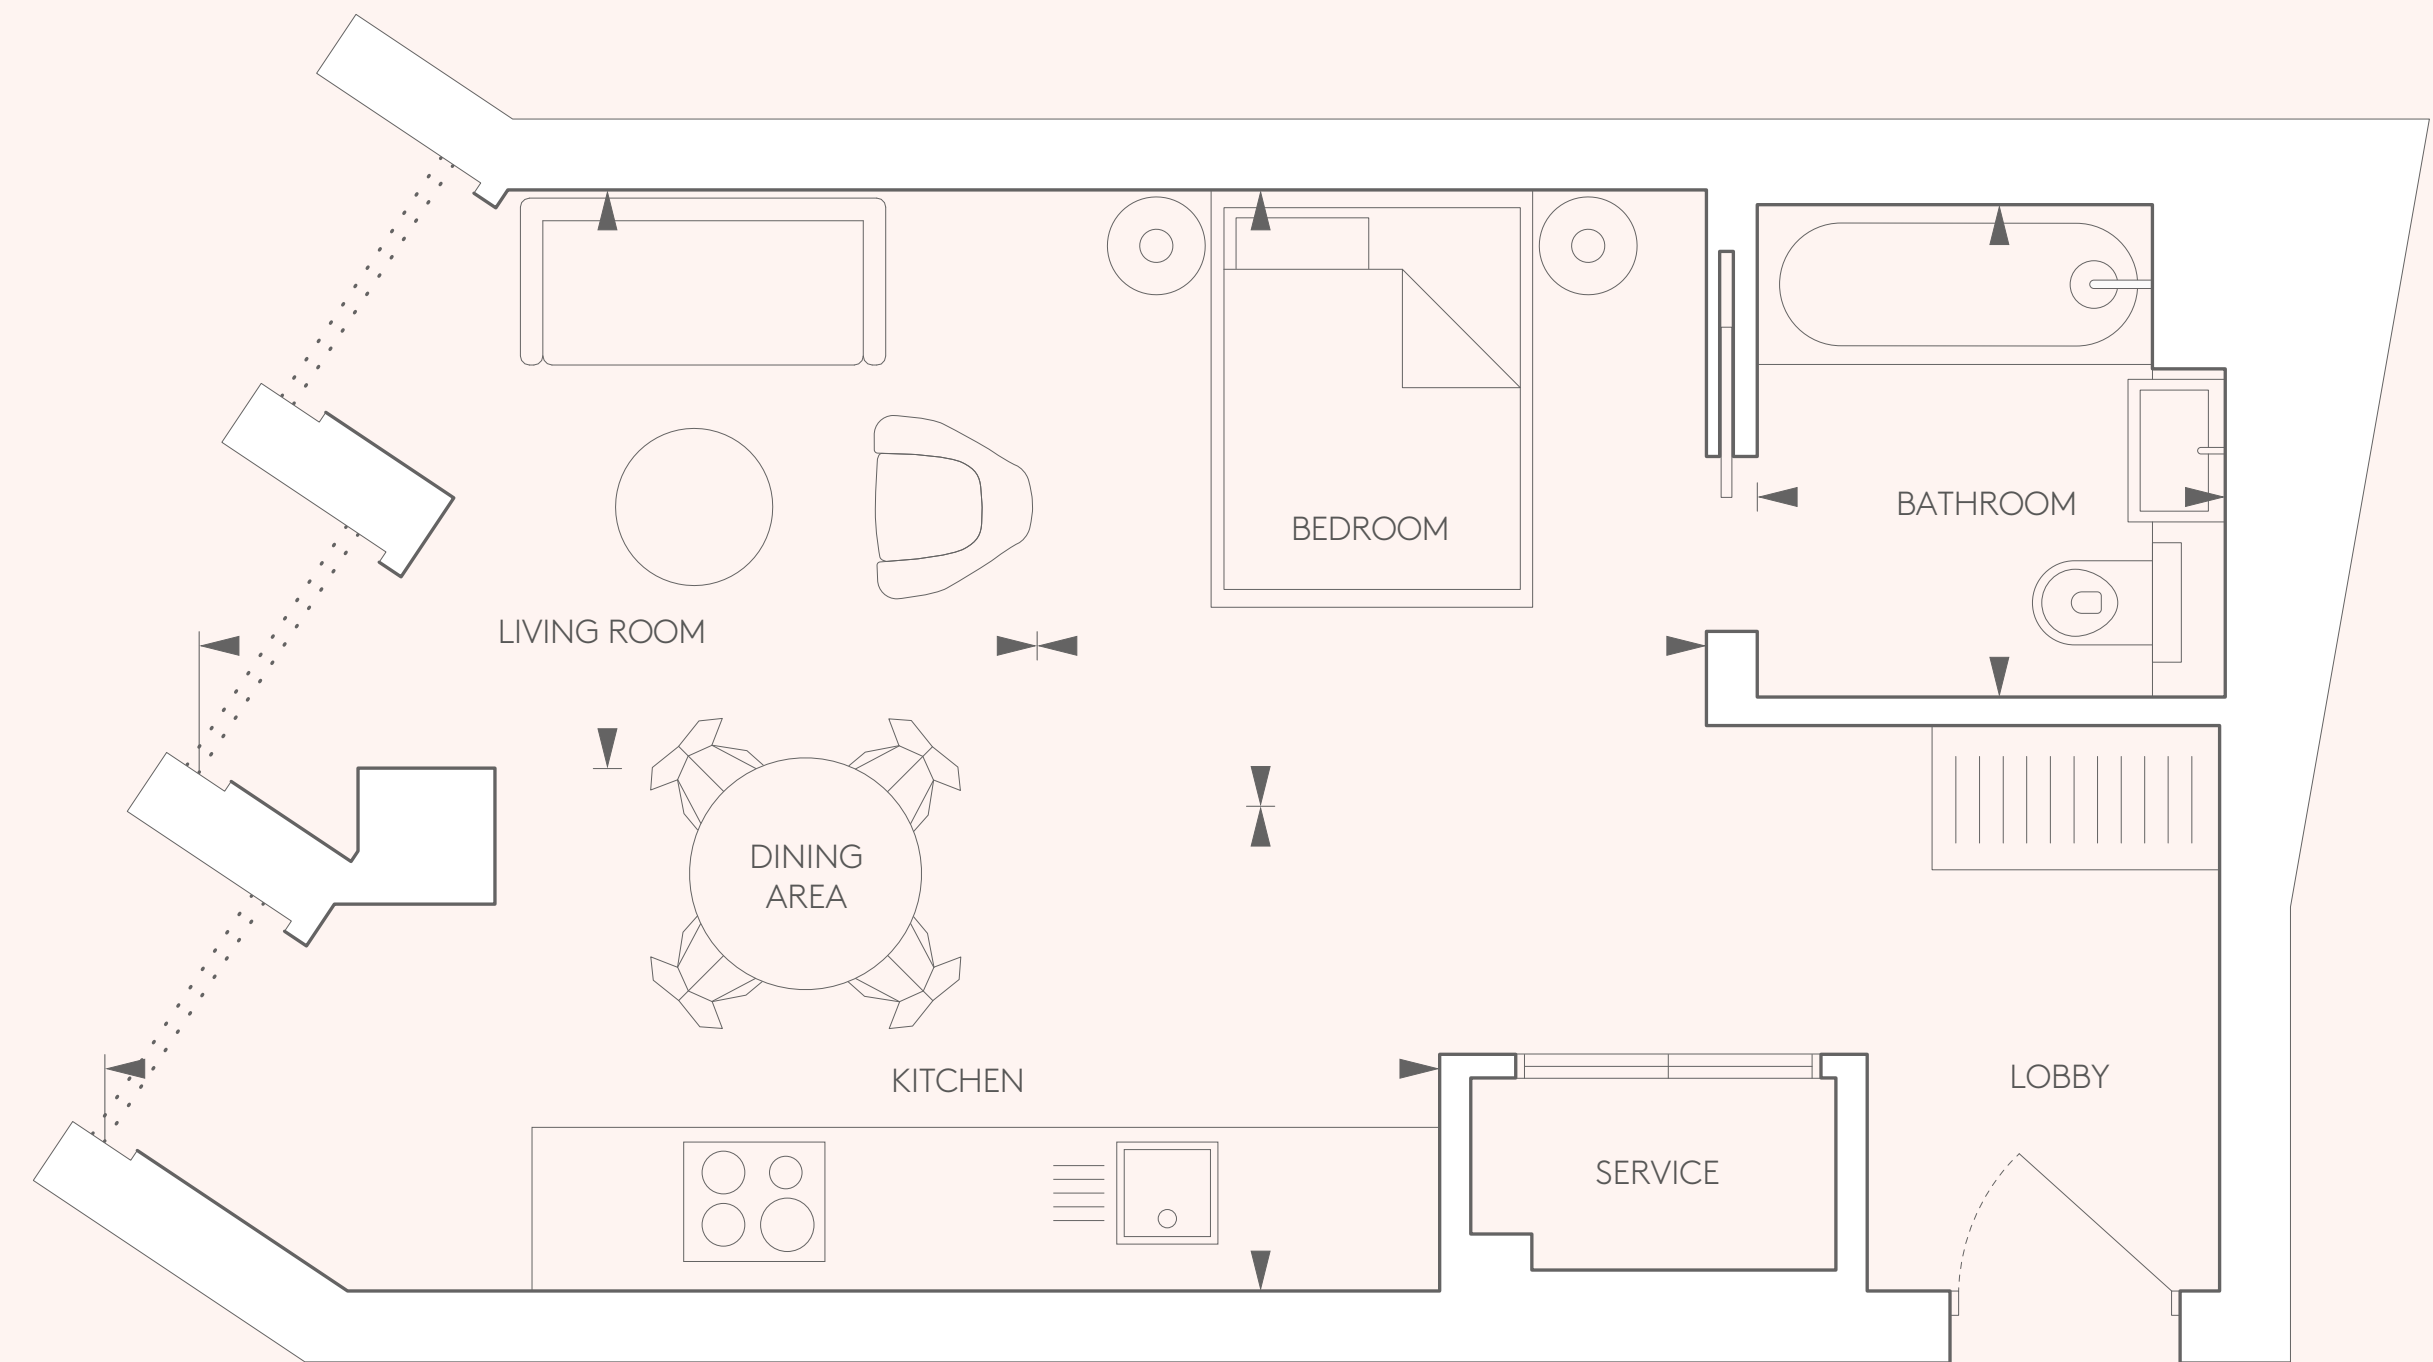 BEDROOM
BATHROOM
LIVING ROOM
DINING
AREA
KITCHEN
LOBBY
SERVICE